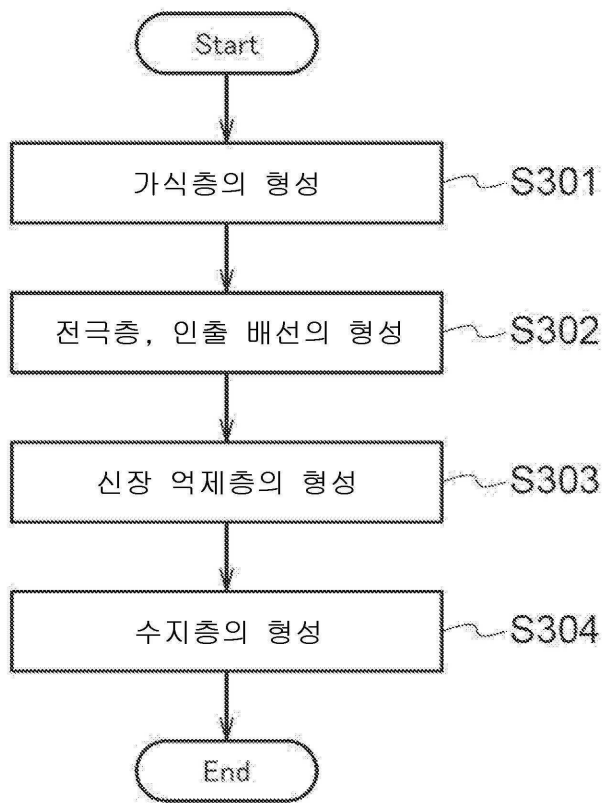 Start
가식층의 형성
S301
전극층, 인출 배선의 형성
S302
신장 억제층의 형성
S303
수지층의 형성
S304
End